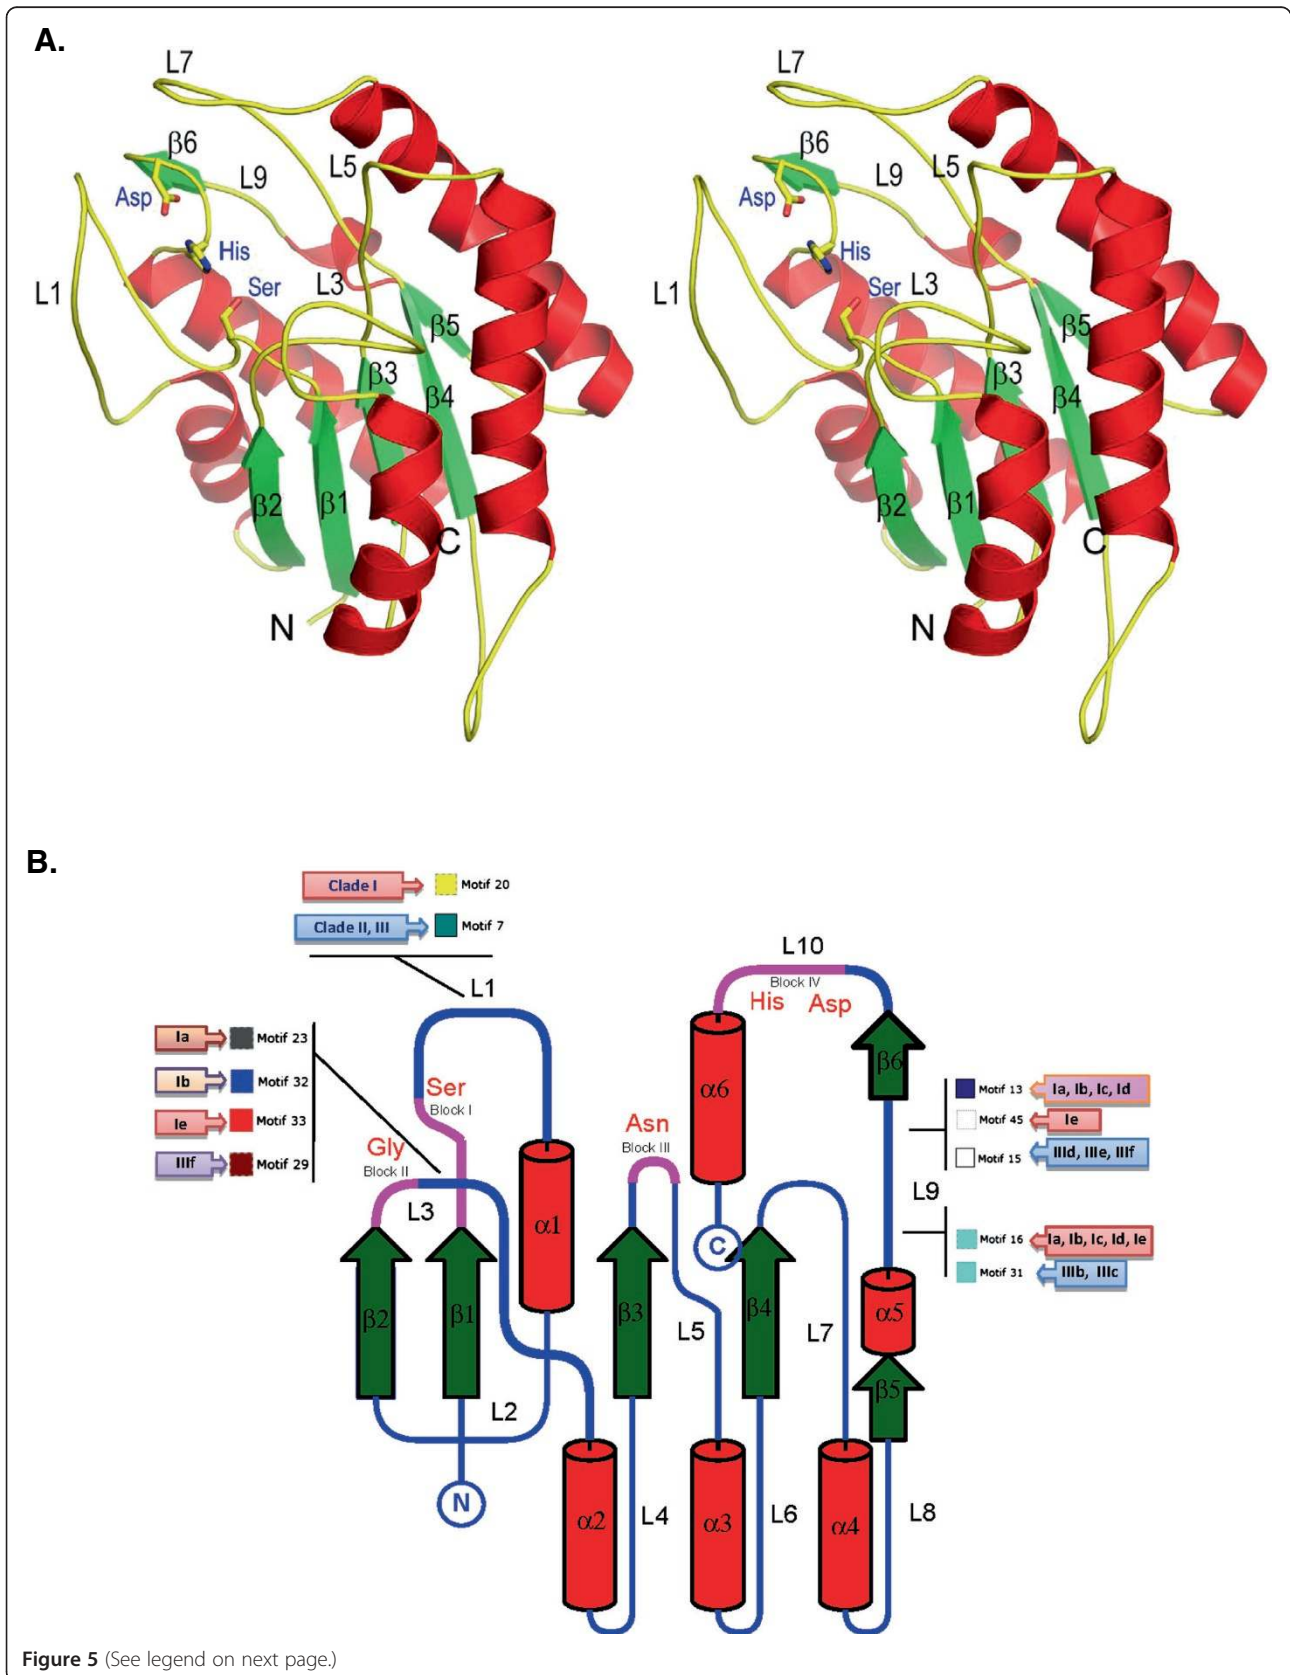 A.
L7
β6
L9
L5
Asp
His
L1
Ser
L3
β5
β3
β4
β2
β1
C
N
L7
β6
L9
L5
Asp
His
L1
Ser
L3
β5
β3
β4
β2
β1
C
N
B.
Clade I
Motif 20
Clade II, III
Motif 7
L1
L10
Block IV
His Asp
Ia
Motif 23
Ib
Motif 32
Ie
Motif 33
IIIf
Motif 29
Ser
Block I
Gly
Block II
L3
Asn
Block III
α6
β6
Motif 13
Ia, Ib, Ic, Id
Motif 45
Ie
Motif 15
IIId, IIIe, IIIf
L9
Motif 16
Ia, Ib, Ic, Id, Ie
Motif 31
IIIb, IIIc
α1
C
β2
β1
β3
β4
α5
L5
L7
β5
L2
N
α2
L4
α3
L6
α4
L8
Figure 5 (See legend on next page.)